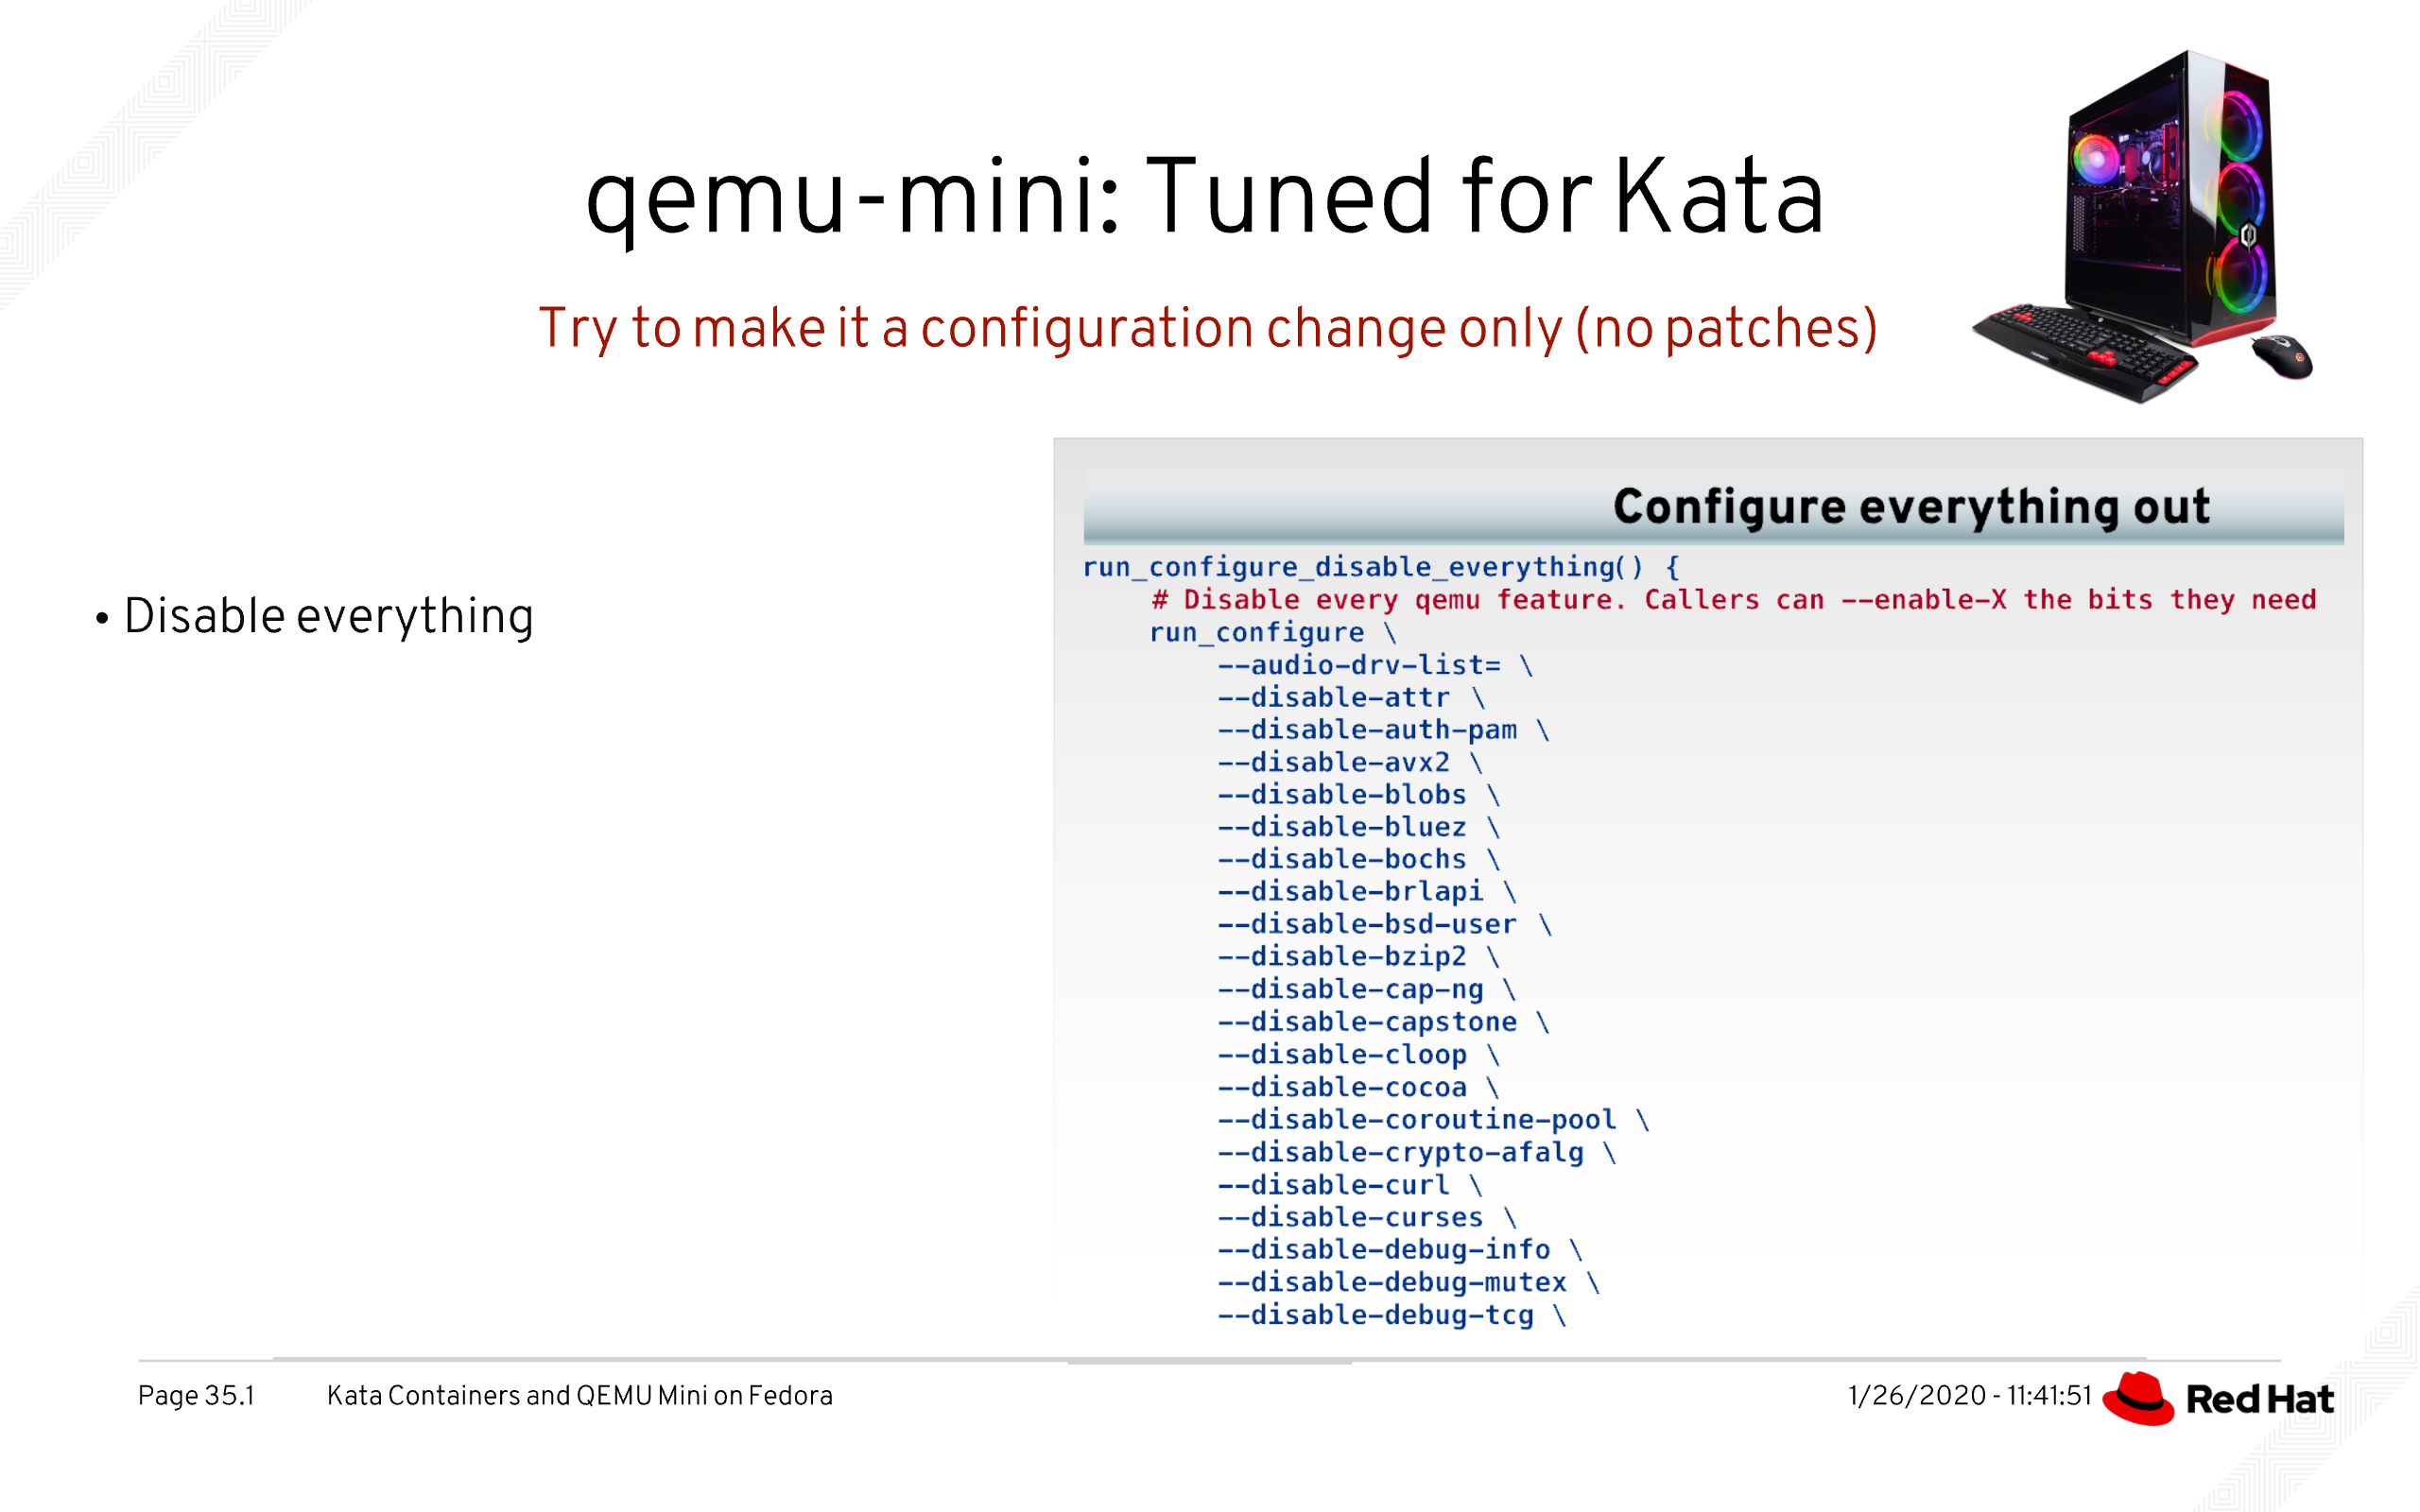 qemu-mini: Tuned for Kata
Try to make it a configuration change only (no patches)
• Disable everything
Configure everything out
run_configure_disable_everything() {
    # Disable every qemu feature. Callers can --enable-X the bits they need
    run_configure \
        --audio-drv-list= \
        --disable-attr \
        --disable-auth-pam \
        --disable-avx2 \
        --disable-blobs \
        --disable-bluez \
        --disable-bochs \
        --disable-brlapi \
        --disable-bsd-user \
        --disable-bzip2 \
        --disable-cap-ng \
        --disable-capstone \
        --disable-cloop \
        --disable-cocoa \
        --disable-coroutine-pool \
        --disable-crypto-afalg \
        --disable-curl \
        --disable-curses \
        --disable-debug-info \
        --disable-debug-mutex \
        --disable-debug-tcg \
Page 35.1 Kata Containers and QEMU Mini on Fedora 1/26/2020 - 11:41:51 Red Hat